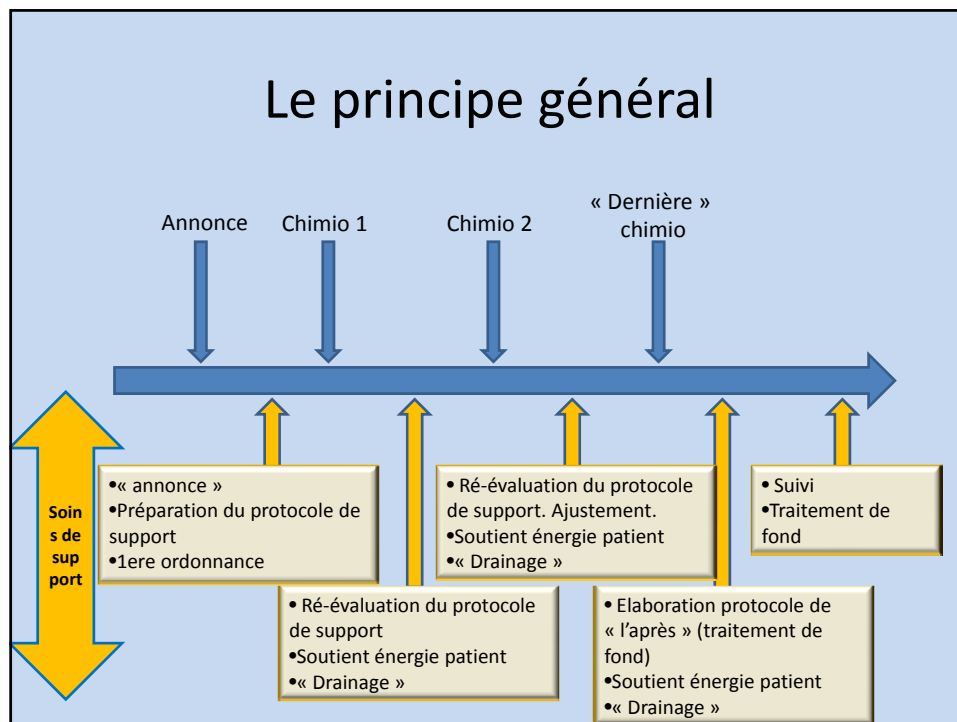 Le principe général
Annonce
Chimio 1
Chimio 2
« Dernière »
chimio
Soin
s de
sup
port
•« annonce »
•Préparation du protocole de
support
•1ere ordonnance
• Ré-évaluation du protocole
de support
•Soutient énergie patient
•« Drainage »
• Ré-évaluation du protocole
de support. Ajustement.
•Soutient énergie patient
•« Drainage »
• Elaboration protocole de
« l'après » (traitement de
fond)
•Soutient énergie patient
•« Drainage »
• Suivi
•Traitement de
fond